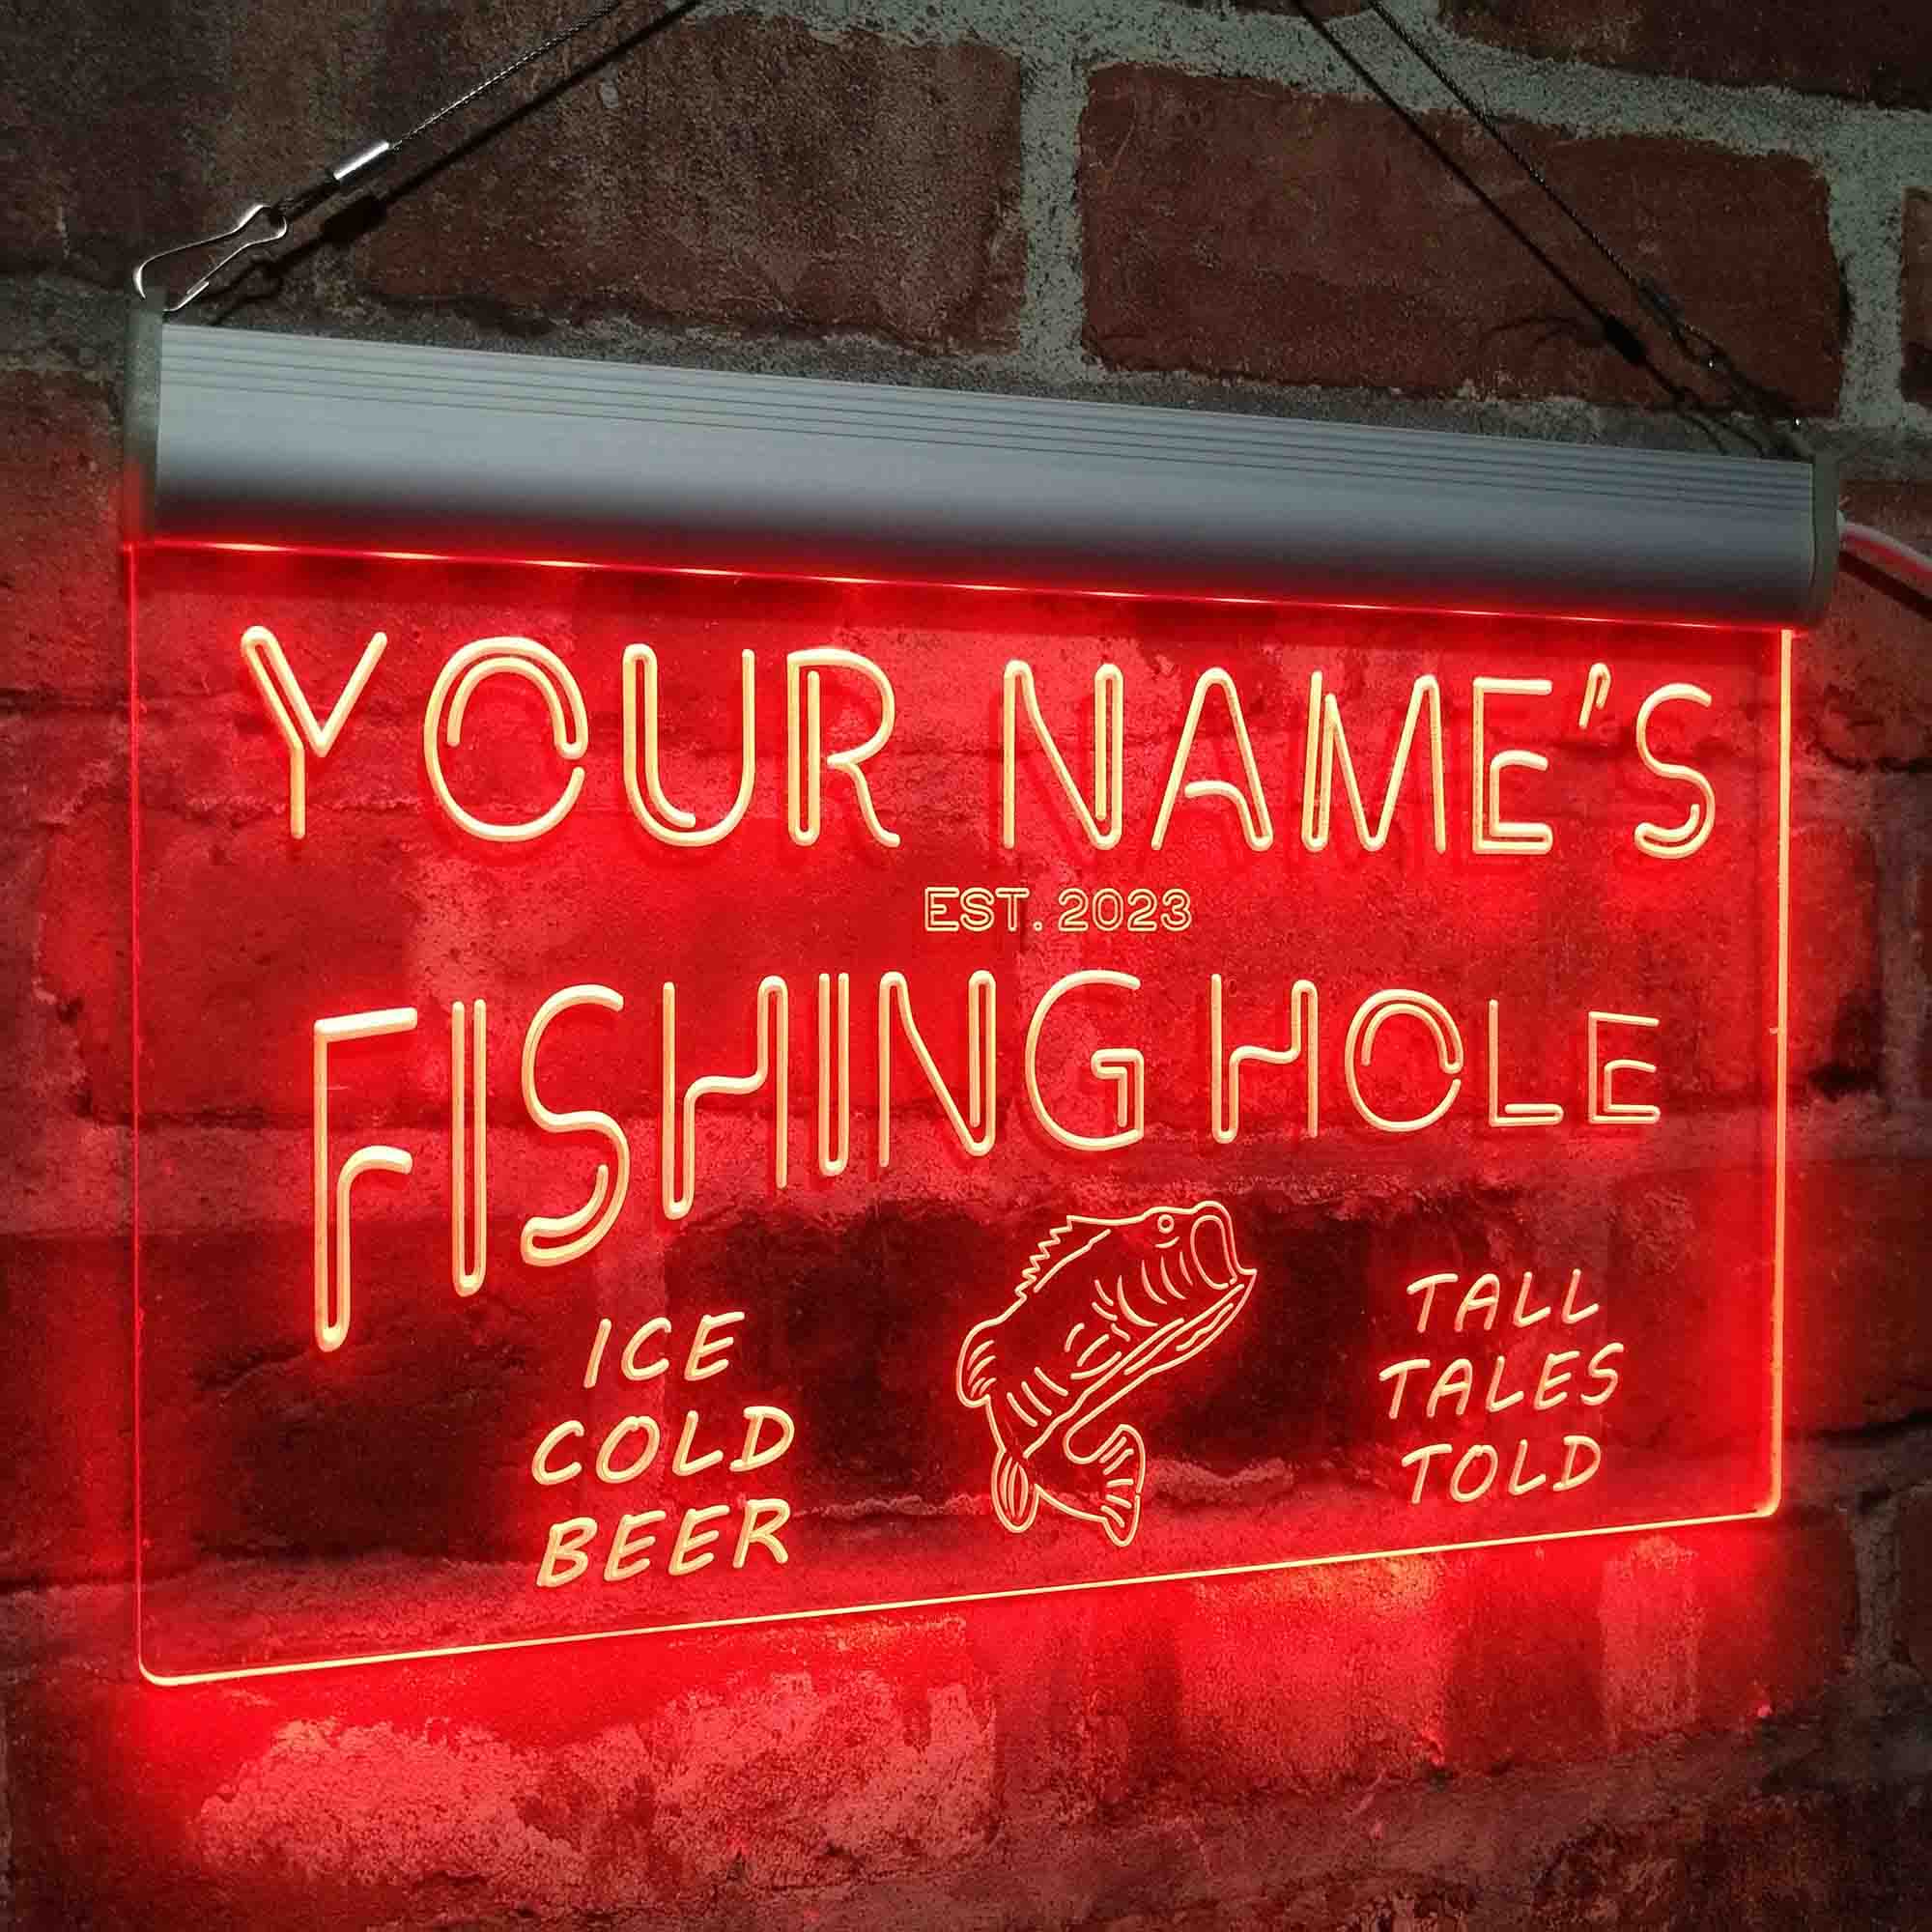 YOUR NAME'S
EST. 2023
FISHING HOLE
ICE
COLD
BEER
TALL
TALES
TOLD